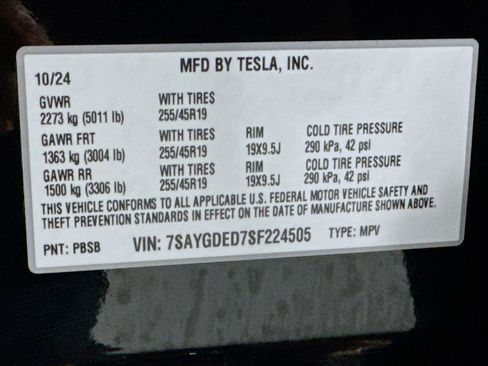 MFD BY TESLA, INC.
10/24
GVWR WITH TIRES
2273 kg (5011 lb) 255/45R19
GAWR FRT WITH TIRES RIM COLD TIRE PRESSURE
1363 kg (3004 lb) 255/45R19 19X9.5J 290 kPa, 42 psi
GAWR RR WITH TIRES RIM COLD TIRE PRESSURE
1500 kg (3306 lb) 255/45R19 19X9.5J 290 kPa, 42 psi
THIS VEHICLE CONFORMS TO ALL APPLICABLE U.S. FEDERAL MOTOR VEHICLE SAFETY AND
THEFT PREVENTION STANDARDS IN EFFECT ON THE DATE OF MANUFACTURE SHOWN ABOVE.
PNT: PBSB VIN: 7SAYGDED7SF224505 TYPE: MPV